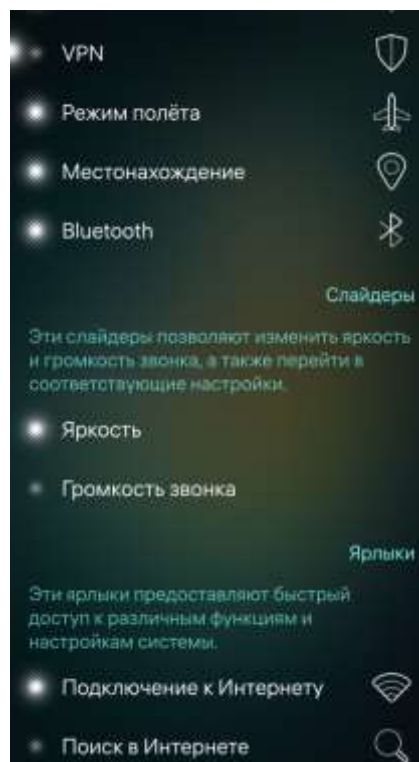 VPN
Режим полёта
Местонахождение
Bluetooth
Слайдеры
Эти слайдеры позволяют изменить яркость
и громкость звонка, а также перейти в
соответствующие настройки.
Яркость
Громкость звонка
Ярлыки
Эти ярлыки предоставляют быстрый
доступ к различным функциям и
настройкам системы.
Подключение к Интернету
Поиск в Интернете